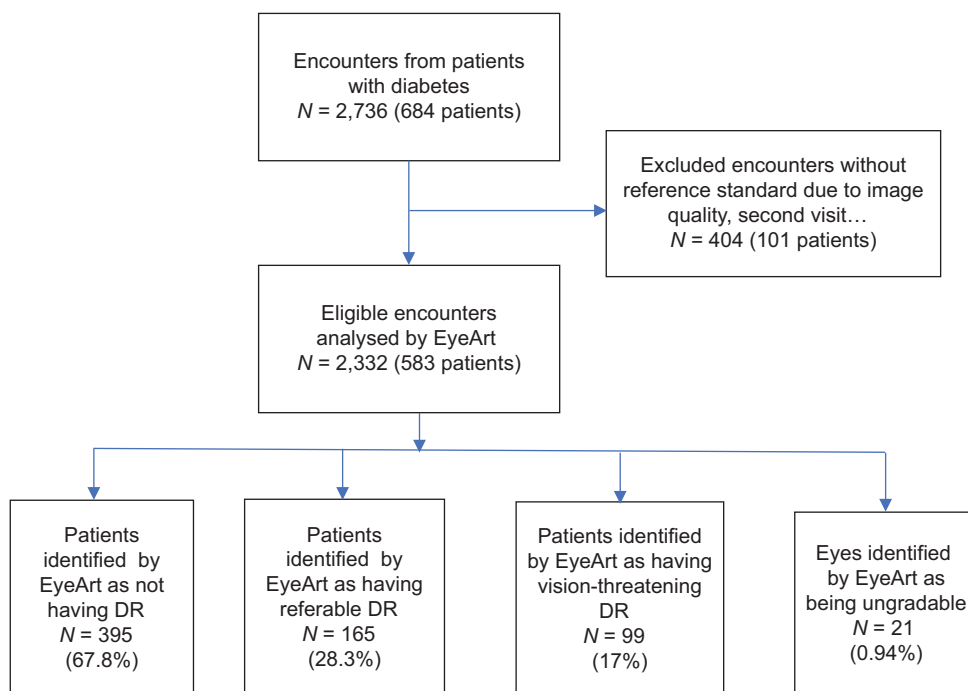 Encounters from patients
with diabetes
N = 2,736 (684 patients)
Excluded encounters without
reference standard due to image
quality, second visit…
N = 404 (101 patients)
Eligible encounters
analysed by EyeArt
N = 2,332 (583 patients)
Patients
identified by
EyeArt as not
having DR
N = 395
(67.8%)
Patients
identified by
EyeArt as having
referable DR
N = 165
(28.3%)
Patients identified
by EyeArt as having
vision-threatening
DR
N = 99
(17%)
Eyes identified
by EyeArt as
being ungradable
N = 21
(0.94%)